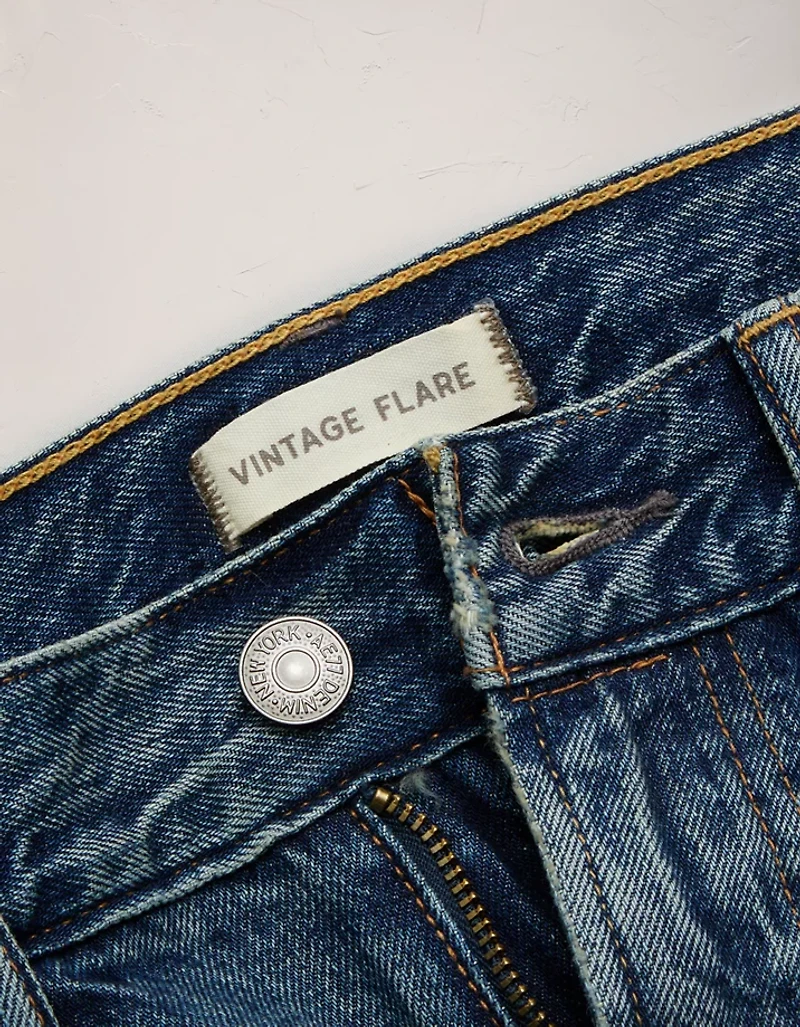 VINTAGE FLARE
NEW YORK • AE77 DENIM •